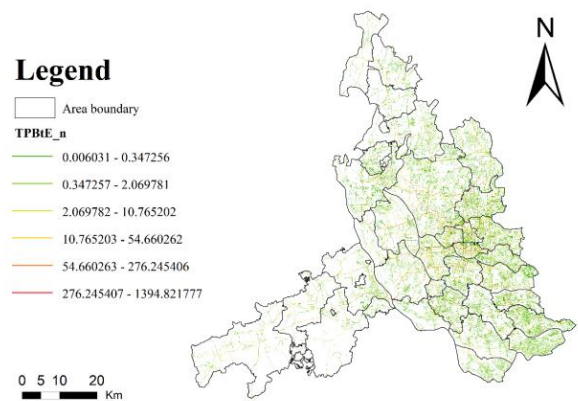 N
Legend
Area boundary
TPBtE_n
0.006031 - 0.347256
0.347257 - 2.069781
2.069782 - 10.765202
10.765203 - 54.660262
54.660263 - 276.245406
276.245407 - 1394.821777
0 5 10 20
Km